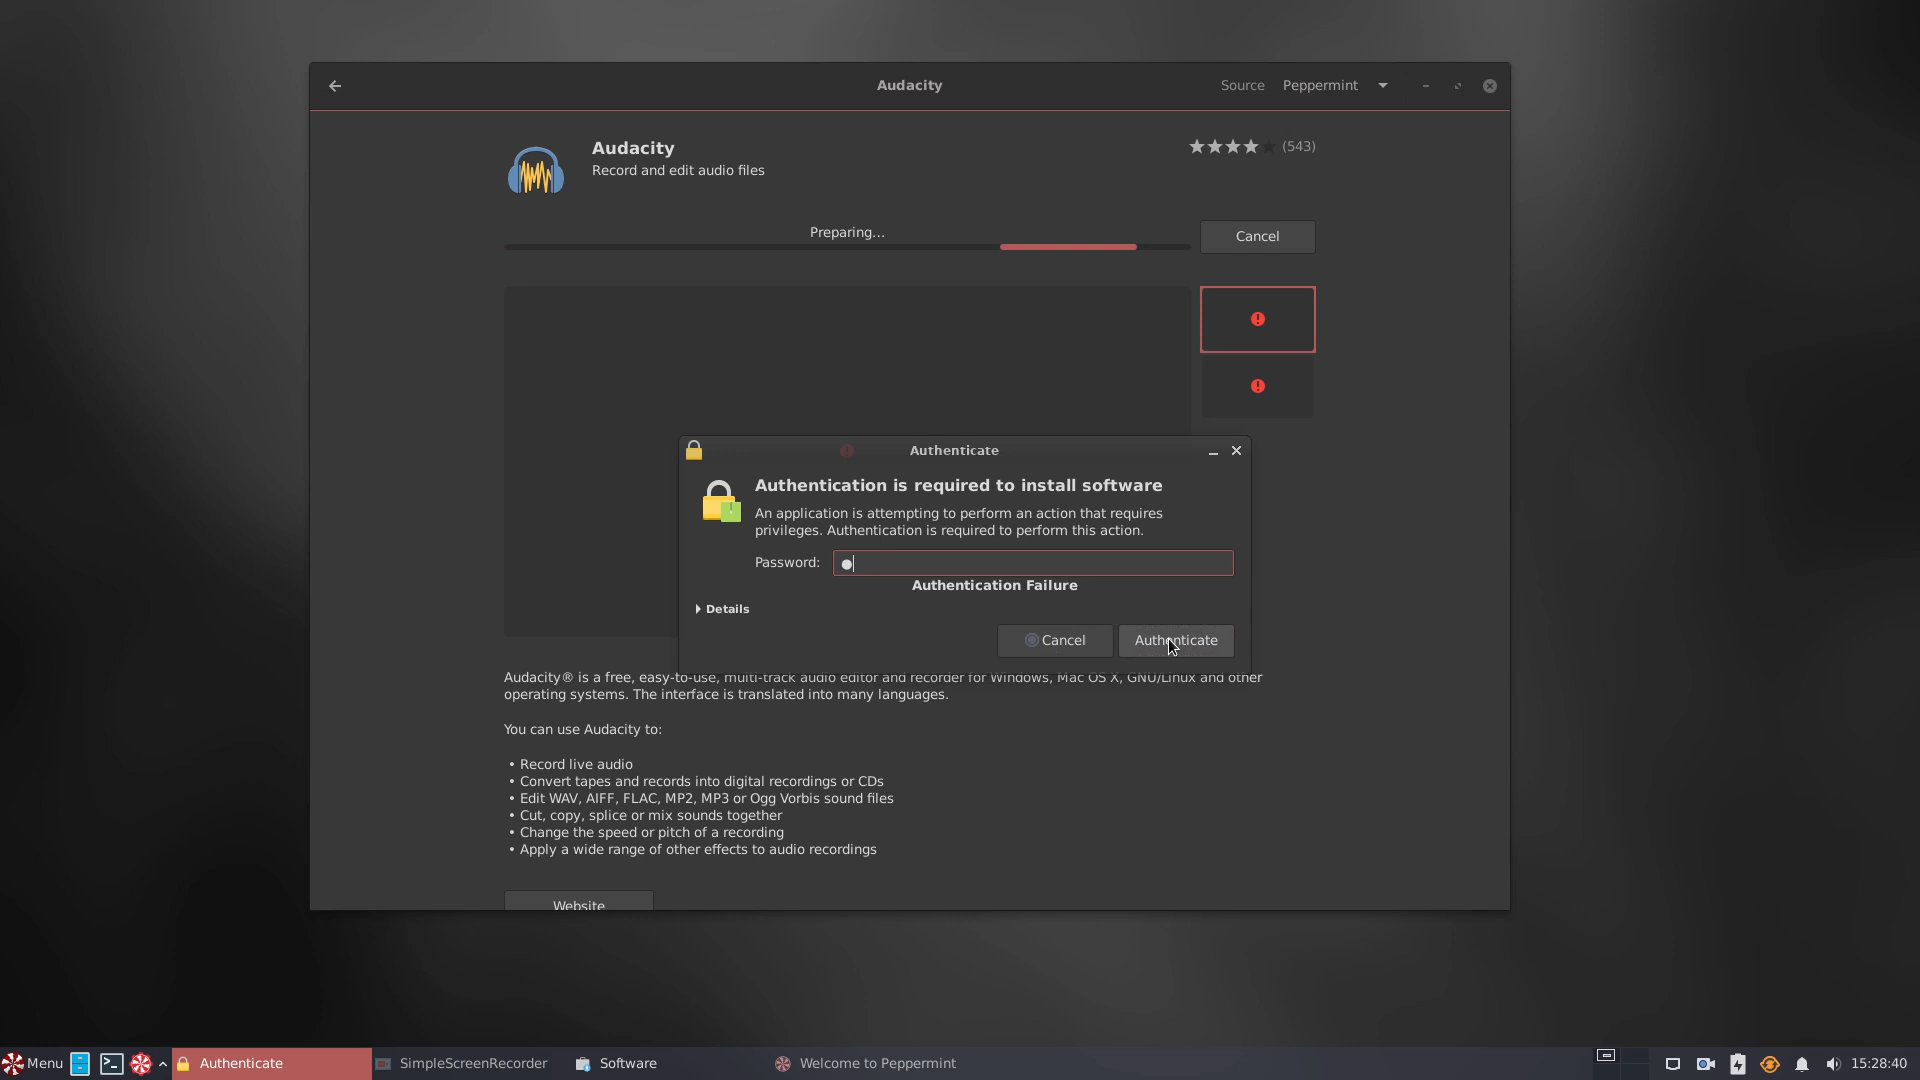 Audacity
Source
Peppermint
Audacity
Record and edit audio files
(543)
Preparing...
Cancel
Authenticate
Authentication is required to install software
An application is attempting to perform an action that requires
privileges. Authentication is required to perform this action.
Password:
Authentication Failure
Details
Cancel
Authenticate
Audacity® is a free, easy-to-use, multi-track audio editor and recorder for Windows, Mac OS X, GNU/Linux and other
operating systems. The interface is translated into many languages.
You can use Audacity to:
• Record live audio
• Convert tapes and records into digital recordings or CDs
• Edit WAV, AIFF, FLAC, MP2, MP3 or Ogg Vorbis sound files
• Cut, copy, splice or mix sounds together
• Change the speed or pitch of a recording
• Apply a wide range of other effects to audio recordings
Website
Menu
Authenticate
SimpleScreenRecorder
Software
Welcome to Peppermint
15:28:40